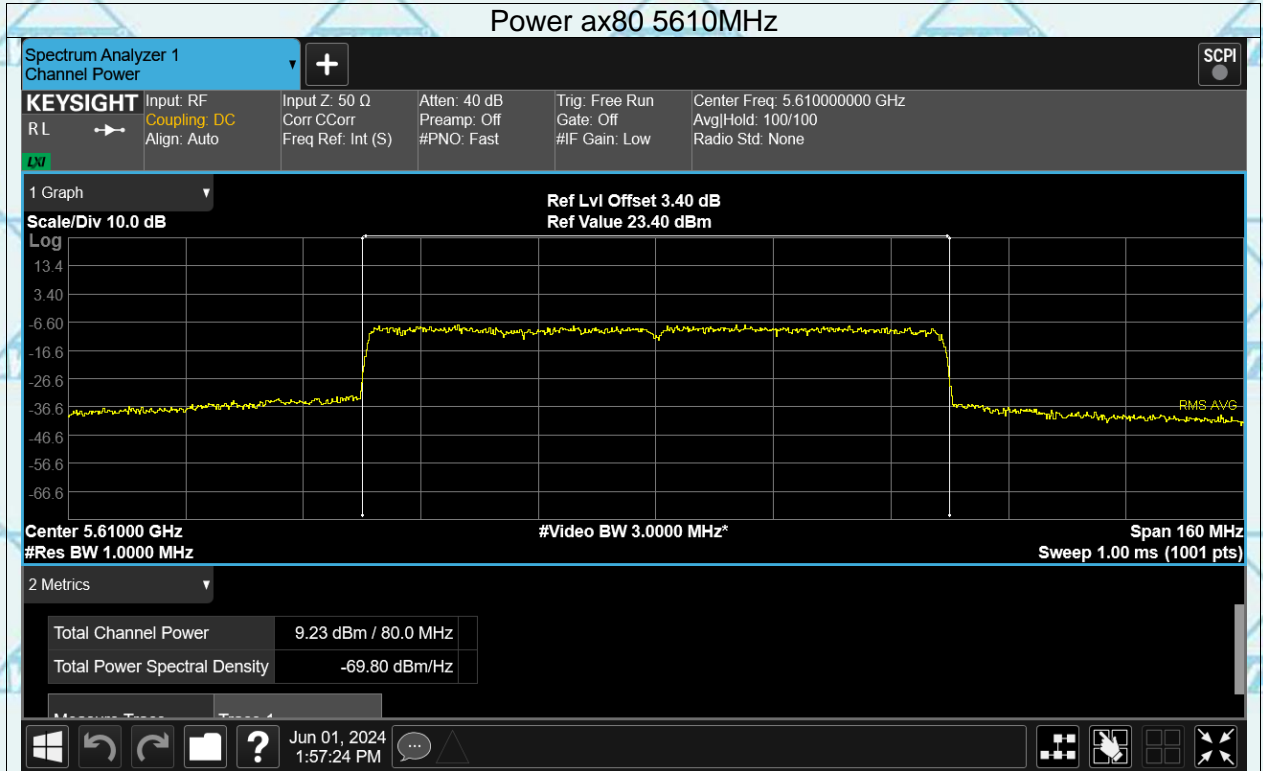 Power ax80 5610MHz
Spectrum Analyzer 1
Channel Power
SCPI
KEYSIGHT
RL
LXI
Input: RF
Coupling: DC
Align: Auto
Input Z: 50 Ω
Corr CCorr
Freq Ref: Int (S)
Atten: 40 dB
Preamp: Off
#PNO: Fast
Trig: Free Run
Gate: Off
#IF Gain: Low
Center Freq: 5.610000000 GHz
Avg|Hold: 100/100
Radio Std: None
1 Graph
Scale/Div 10.0 dB
Ref Lvl Offset 3.40 dB
Ref Value 23.40 dBm
Log
13.4
3.40
-6.60
-16.6
-26.6
-36.6
-46.6
-56.6
-66.6
RMS AVG
Center 5.61000 GHz
#Video BW 3.0000 MHz*
Span 160 MHz
#Res BW 1.0000 MHz
Sweep 1.00 ms (1001 pts)
2 Metrics
Total Channel Power 9.23 dBm / 80.0 MHz
Total Power Spectral Density -69.80 dBm/Hz
Jun 01, 2024
1:57:24 PM